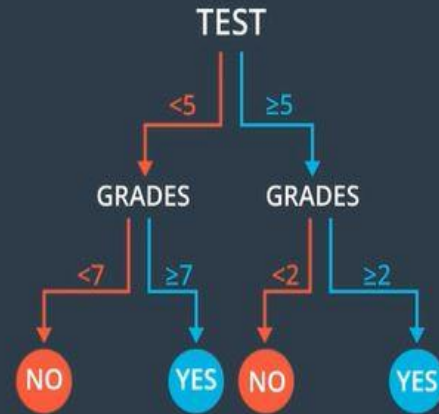 TEST
<5 ≥5
GRADES GRADES
<7 ≥7 <2 ≥2
NO YES NO YES